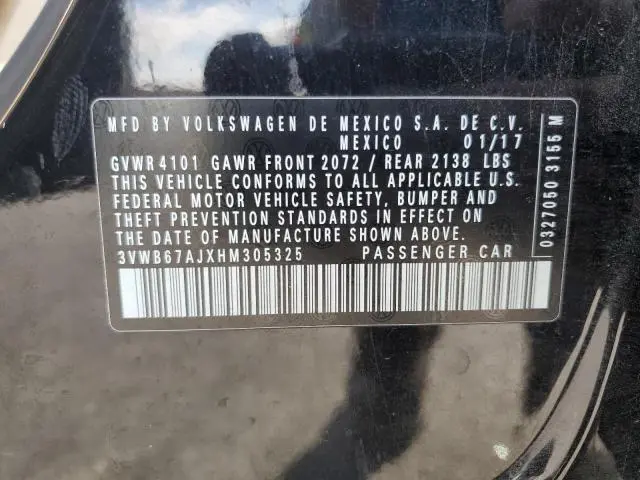 MFD BY VOLKSWAGEN DE MEXICO S.A. DE C.V.
MEXICO 01/17
GVWR 4101 GAWR FRONT 2072 / REAR 2138 LBS
THIS VEHICLE CONFORMS TO ALL APPLICABLE U.S.
FEDERAL MOTOR VEHICLE SAFETY, BUMPER AND
THEFT PREVENTION STANDARDS IN EFFECT ON
THE DATE OF MANUFACTURE SHOWN ABOVE.
3VWB67AJXHM305325 PASSENGER CAR
0327050 3155 M